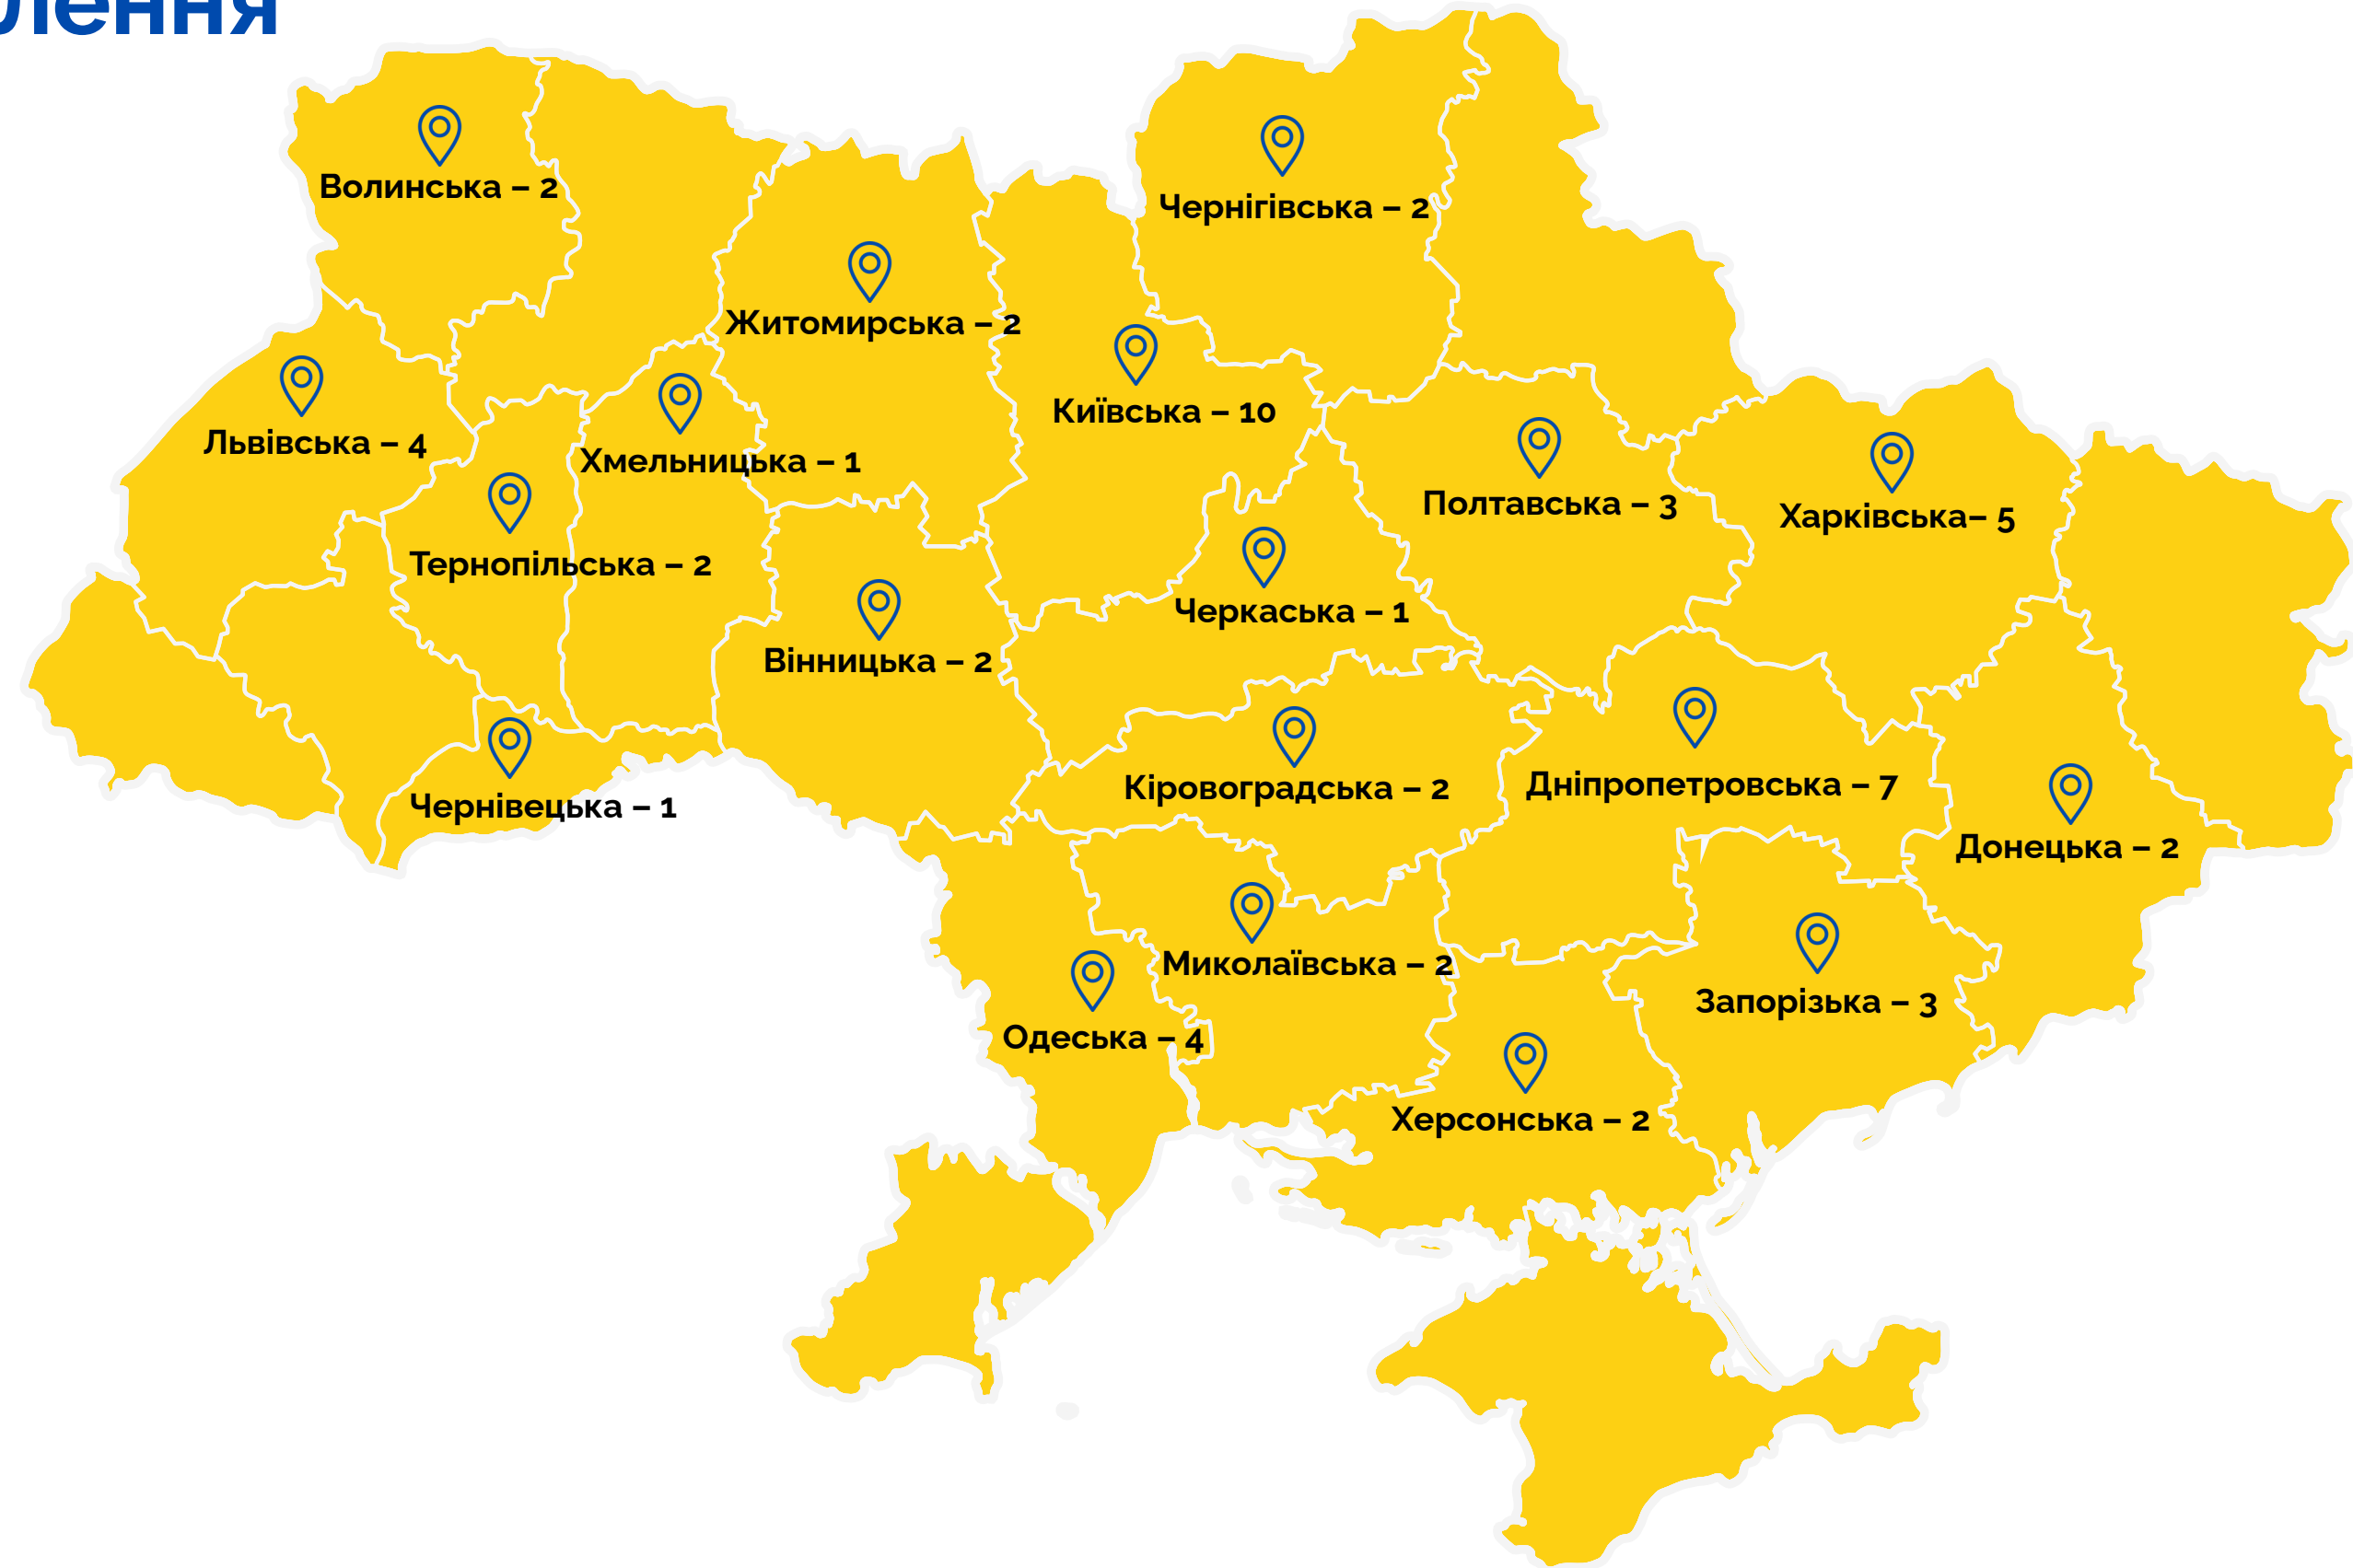 лення
Волинська – 2
Чернігівська – 2
Житомирська – 2
Київська – 10
Львівська – 4
Хмельницька – 1
Полтавська – 3
Харківська– 5
Тернопільська – 2
Черкаська – 1
Вінницька – 2
Кіровоградська – 2
Дніпропетровська – 7
Чернівецька – 1
Донецька – 2
Миколаївська – 2
Запорізька – 3
Одеська – 4
Херсонська – 2